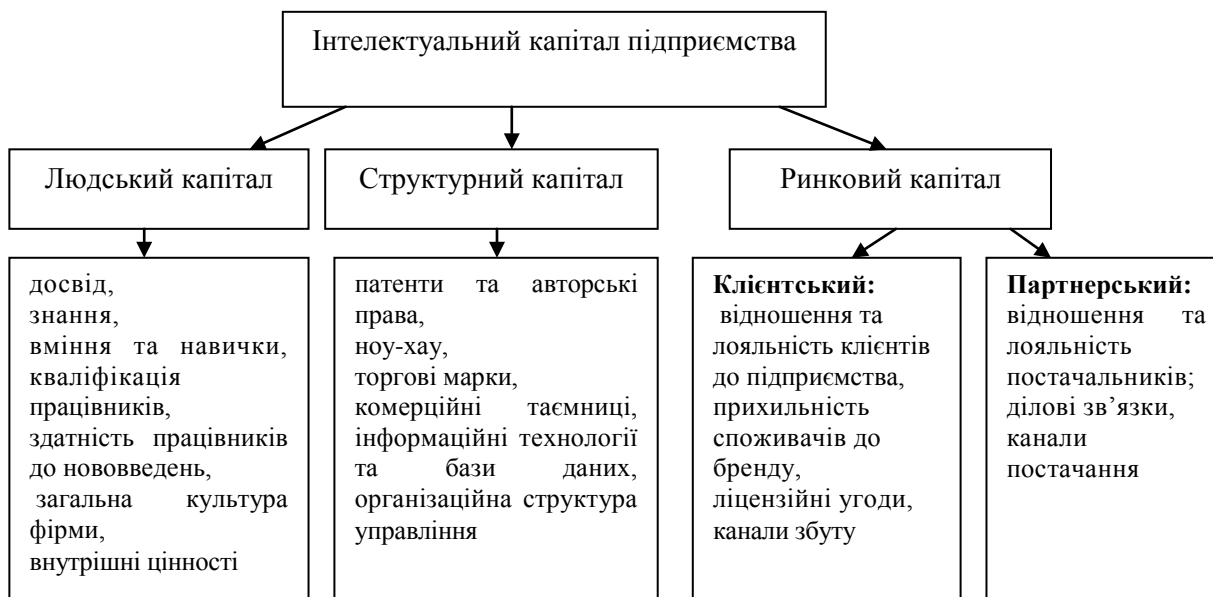 Інтелектуальний капітал підприємства
Людський капітал
Структурний капітал
Ринковий капітал
досвід,
знання,
вміння та навички,
кваліфікація
працівників,
здатність працівників
до нововведень,
загальна культура
фірми,
внутрішні цінності
патенти та авторські
права,
ноу-хау,
торгові марки,
комерційні таємниці,
інформаційні технології
та бази даних,
організаційна структура
управління
Клієнтський:
відношення та
лояльність клієнтів
до підприємства,
прихильність
споживачів до
бренду,
ліцензійні угоди,
канали збуту
Партнерський:
відношення та
лояльність
постачальників;
ділові зв’язки,
канали
постачання